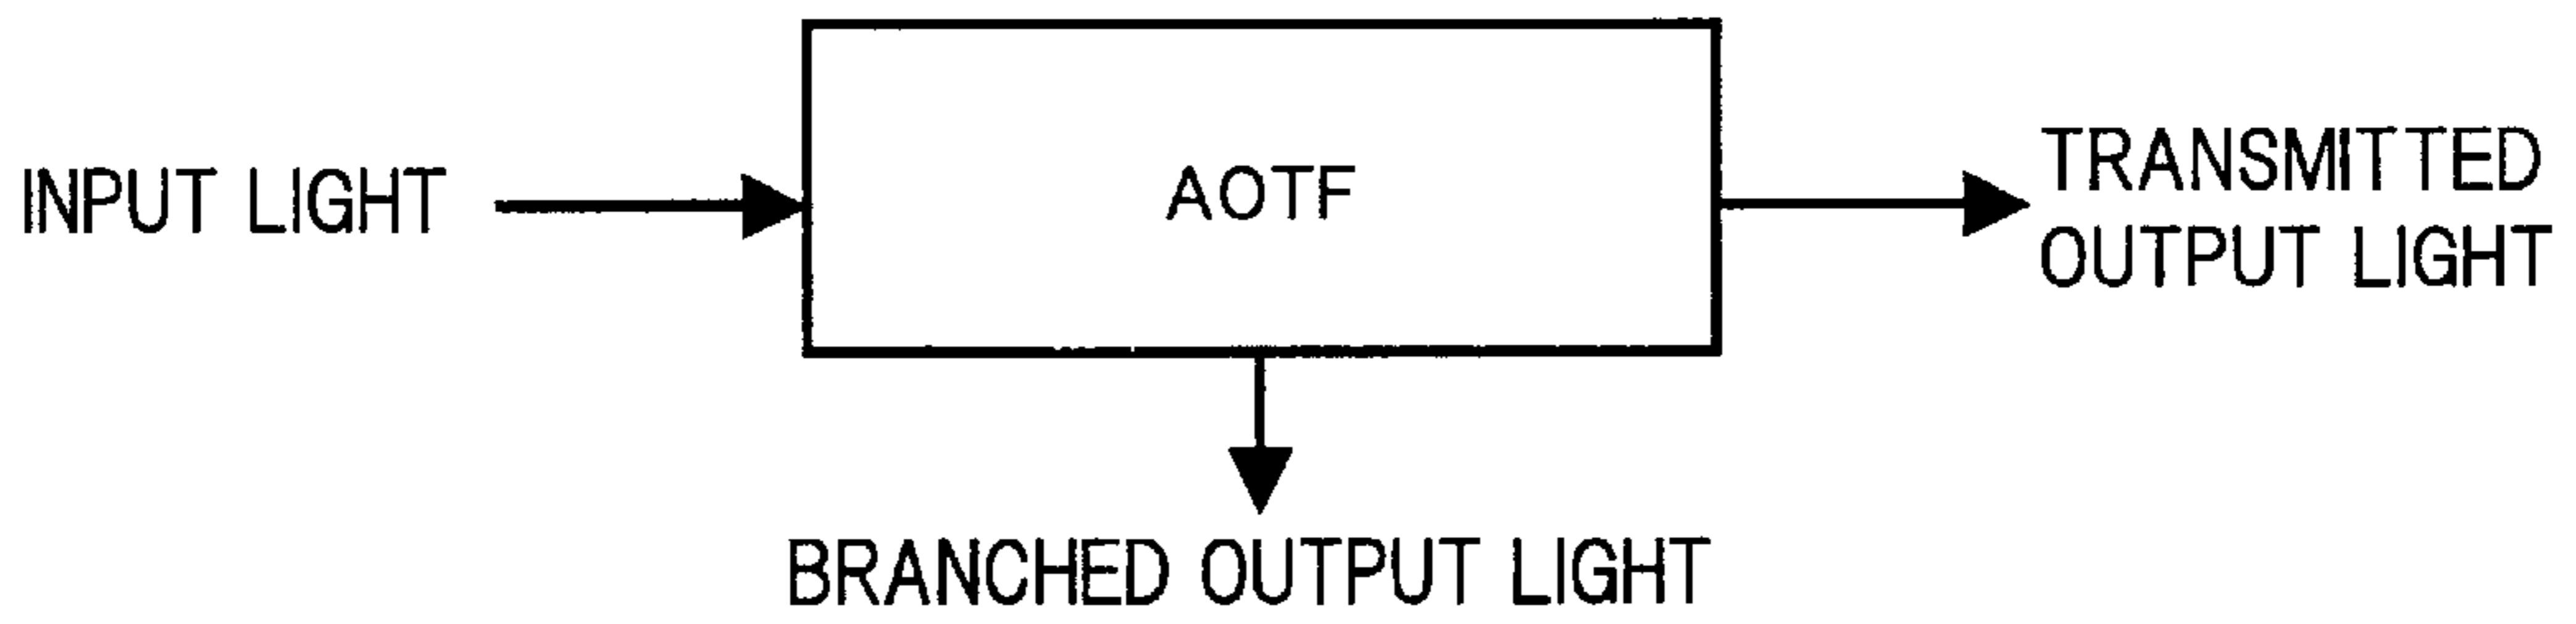 INPUT LIGHT
AOTF
TRANSMITTED
OUTPUT LIGHT
BRANCHED OUTPUT LIGHT